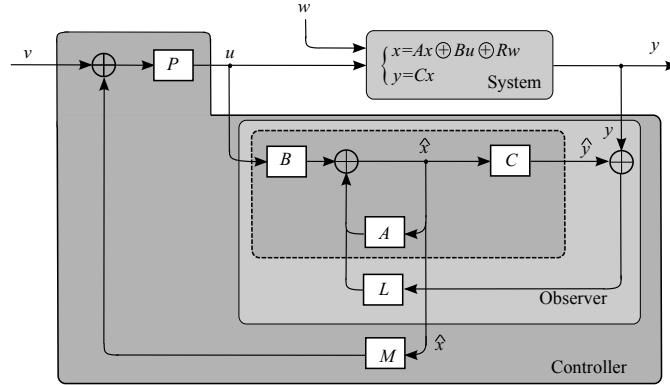 w
v
P
u
x=Ax⊕Bu⊕Rw
y=Cx
System
y
y
B
x̂
C
ŷ
A
L
Observer
M
x̂
Controller